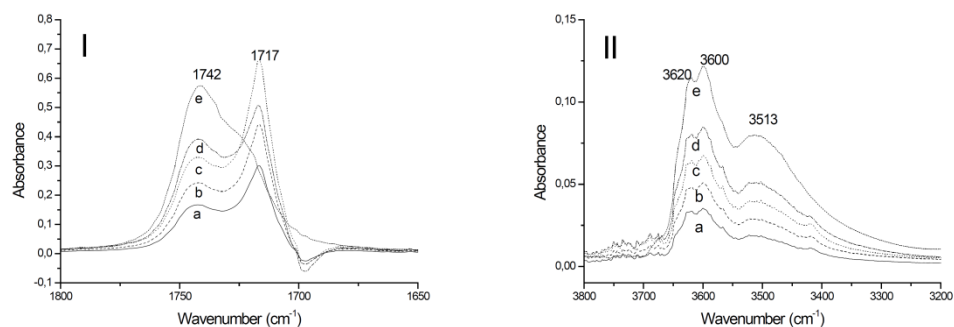 I
0,8
0,7
0,6
0,5
0,4
0,3
0,2
0,1
0,0
-0,1
Absorbance
1742
1717
e
d
c
b
a
1800
1750
1700
1650
Wavenumber (cm⁻¹)
II
0,15
0,10
0,05
0,00
Absorbance
3620
3600
3513
e
d
c
b
a
3800
3700
3600
3500
3400
3300
3200
Wavenumber (cm⁻¹)